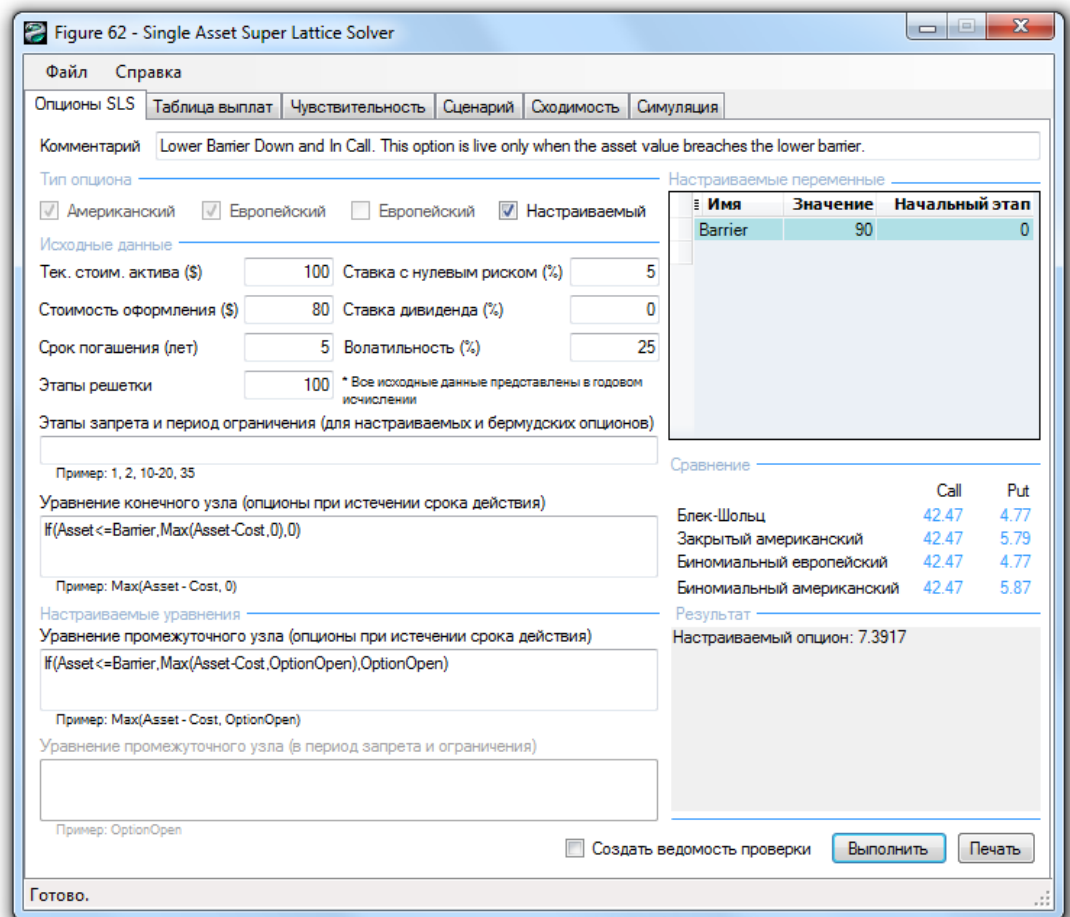 Figure 62 - Single Asset Super Lattice Solver
Файл Справка
Опционы SLS Таблица выплат Чувствительность Сценарий Сходимость Симуляция
Комментарий Lower Barrier Down and In Call. This option is live only when the asset value breaches the lower barrier.
Тип опциона
Американский Европейский Европейский Настраиваемый
Исходные данные
Тек. стоим. актива ($) 100 Ставка с нулевым риском (%) 5
Стоимость оформления ($) 80 Ставка дивиденда (%) 0
Срок погашения (лет) 5 Волатильность (%) 25
Этапы решетки 100 * Все исходные данные представлены в годовом
исчислении
Этапы запрета и период ограничения (для настраиваемых и бермудских опционов)
Пример: 1, 2, 10-20, 35
Уравнение конечного узла (опционы при истечении срока действия)
If(Asset<=Barrier,Max(Asset-Cost,0),0)
Пример: Max(Asset - Cost, 0)
Настраиваемые уравнения
Уравнение промежуточного узла (опционы при истечении срока действия)
If(Asset<=Barrier,Max(Asset-Cost,OptionOpen),OptionOpen)
Пример: Max(Asset - Cost, OptionOpen)
Уравнение промежуточного узла (в период запрета и ограничения)
Пример: OptionOpen
Настраиваемые переменные
Имя Значение Начальный этап
Barrier 90 0
Сравнение
Call Put
Блек-Шольц 42.47 4.77
Закрытый американский 42.47 5.79
Биномиальный европейский 42.47 4.77
Биномиальный американский 42.47 5.87
Результат
Настраиваемый опцион: 7.3917
Создать ведомость проверки Выполнить Печать
Готово.